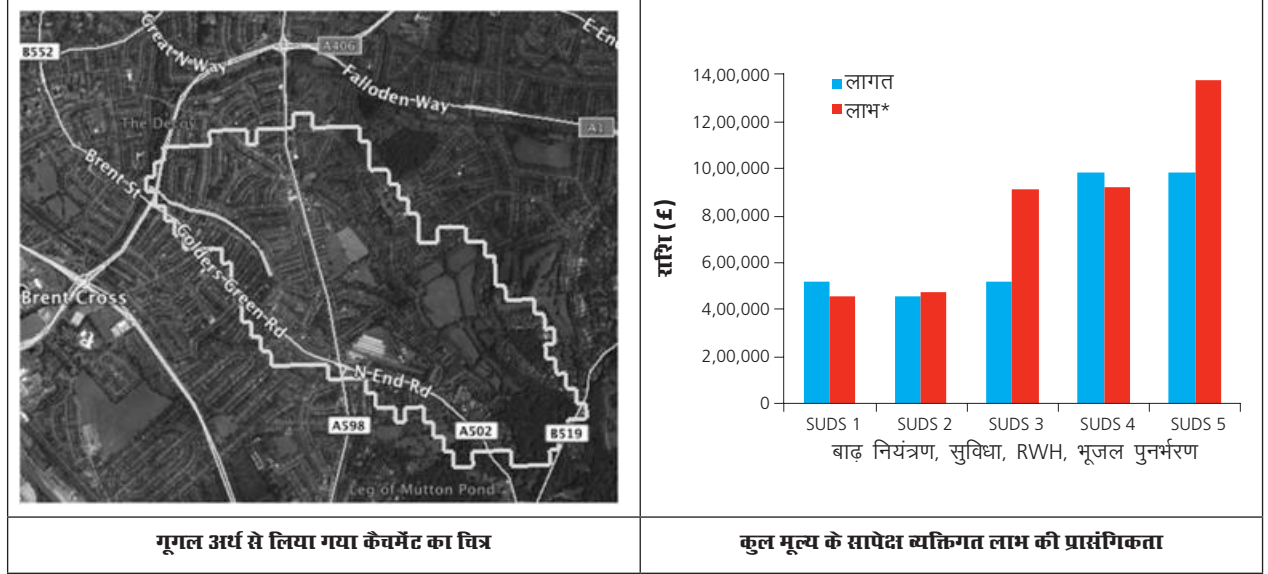 B552
Great-N-Way
A406
E-En
Falloden-Way
The Decoy
A1
Brent-St
Golders-Green-Rd
Brent Cross
N-End-Rd
A598
A502
B519
Leg of Mutton Pond
गूगल अर्थ से लिया गया कैचमेंट का चित्र
लागत
लाभ*
राशि (£)
14,00,000
12,00,000
10,00,000
8,00,000
6,00,000
4,00,000
2,00,000
0
SUDS 1 SUDS 2 SUDS 3 SUDS 4 SUDS 5
बाढ़ नियंत्रण, सुविधा, RWH, भूजल पुनर्भरण
कुल मूल्य के सापेक्ष व्यक्तिगत लाभ की प्रासंगिकता